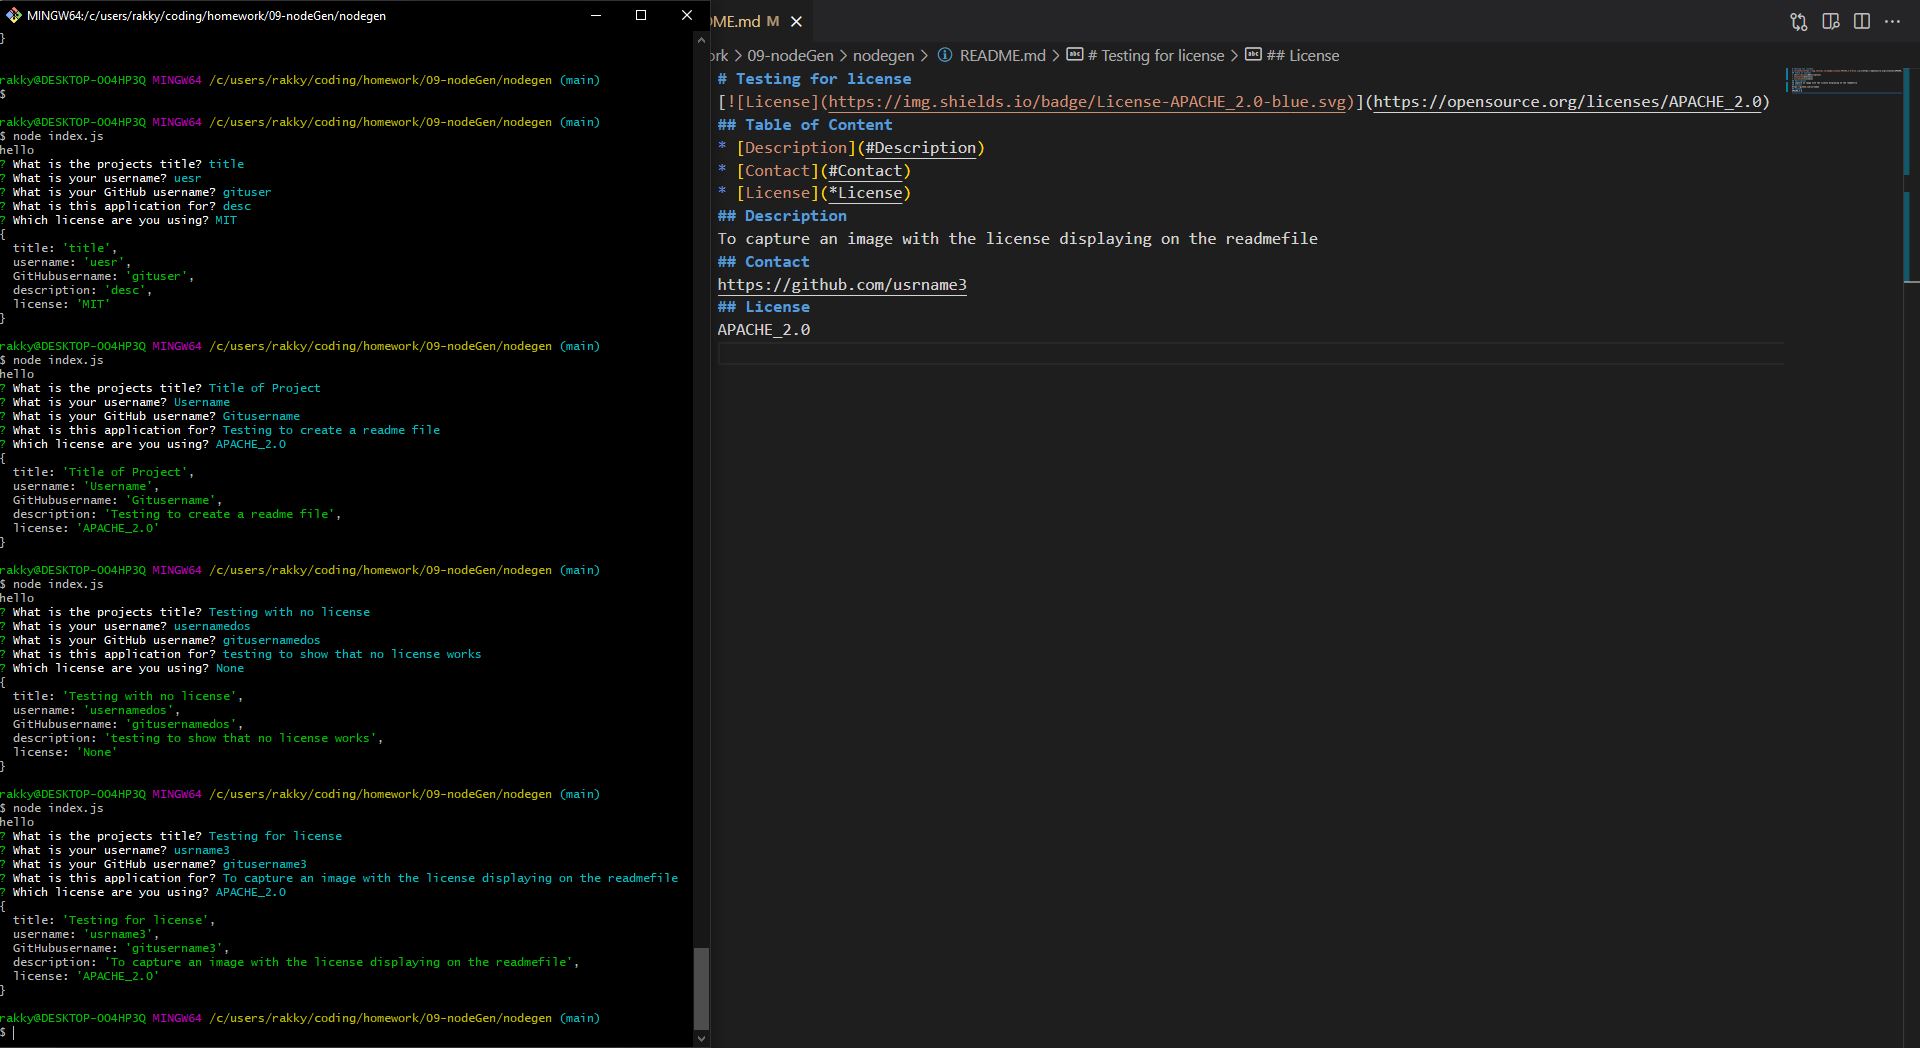 MINGW64:/c/users/rakky/coding/homework/09-nodeGen/nodegen
}
rakky@DESKTOP-OO4HP3Q MINGW64 /c/users/rakky/coding/homework/09-nodeGen/nodegen (main)
$
rakky@DESKTOP-OO4HP3Q MINGW64 /c/users/rakky/coding/homework/09-nodeGen/nodegen (main)
$ node index.js
hello
? What is the projects title? title
? What is your username? uesr
? What is your GitHub username? gituser
? What is this application for? desc
? Which license are you using? MIT
{
  title: 'title',
  username: 'uesr',
  GitHubusername: 'gituser',
  description: 'desc',
  license: 'MIT'
}
rakky@DESKTOP-OO4HP3Q MINGW64 /c/users/rakky/coding/homework/09-nodeGen/nodegen (main)
$ node index.js
hello
? What is the projects title? Title of Project
? What is your username? Username
? What is your GitHub username? Gitusername
? What is this application for? Testing to create a readme file
? Which license are you using? APACHE_2.0
{
  title: 'Title of Project',
  username: 'Username',
  GitHubusername: 'Gitusername',
  description: 'Testing to create a readme file',
  license: 'APACHE_2.0'
}
rakky@DESKTOP-OO4HP3Q MINGW64 /c/users/rakky/coding/homework/09-nodeGen/nodegen (main)
$ node index.js
hello
? What is the projects title? Testing with no license
? What is your username? usernamedos
? What is your GitHub username? gitusernamedos
? What is this application for? testing to show that no license works
? Which license are you using? None
{
  title: 'Testing with no license',
  username: 'usernamedos',
  GitHubusername: 'gitusernamedos',
  description: 'testing to show that no license works',
  license: 'None'
}
rakky@DESKTOP-OO4HP3Q MINGW64 /c/users/rakky/coding/homework/09-nodeGen/nodegen (main)
$ node index.js
hello
? What is the projects title? Testing for license
? What is your username? usrname3
? What is your GitHub username? gitusername3
? What is this application for? To capture an image with the license displaying on the readmefile
? Which license are you using? APACHE_2.0
{
  title: 'Testing for license',
  username: 'usrname3',
  GitHubusername: 'gitusername3',
  description: 'To capture an image with the license displaying on the readmefile',
  license: 'APACHE_2.0'
}
rakky@DESKTOP-OO4HP3Q MINGW64 /c/users/rakky/coding/homework/09-nodeGen/nodegen (main)
$
ME.md M
rk > 09-nodeGen > nodegen > README.md > # Testing for license > ## License
# Testing for license
[![License](https://img.shields.io/badge/License-APACHE_2.0-blue.svg)](https://opensource.org/licenses/APACHE_2.0)
## Table of Content
* [Description](#Description)
* [Contact](#Contact)
* [License](*License)
## Description
To capture an image with the license displaying on the readmefile
## Contact
https://github.com/usrname3
## License
APACHE_2.0